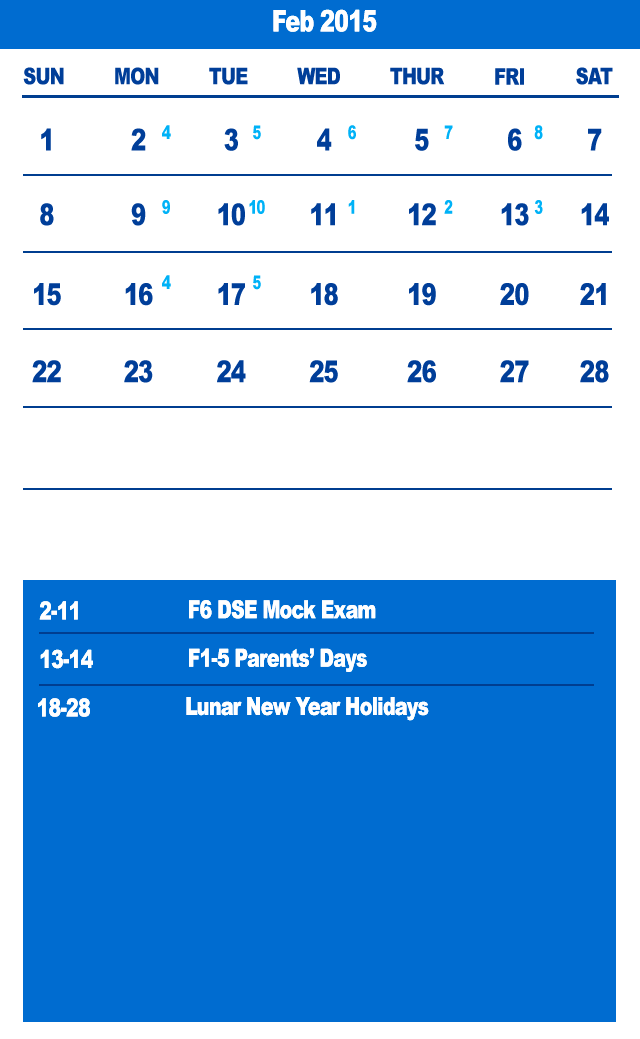 Feb 2015
SUN MON TUE WED THUR FRI SAT
1 2 4 3 5 4 6 5 7 6 8 7
8 9 9 10 10 11 1 12 2 13 3 14
15 16 4 17 5 18 19 20 21
22 23 24 25 26 27 28
2-11 F6 DSE Mock Exam
13-14 F1-5 Parents’ Days
18-28 Lunar New Year Holidays